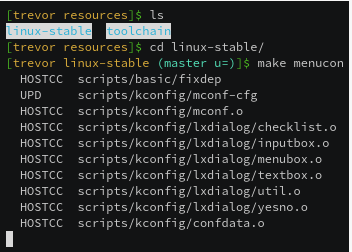 [trevor resources]$ ls
linux-stable  toolchain
[trevor resources]$ cd linux-stable/
[trevor linux-stable (master u=)]$ make menucon
  HOSTCC  scripts/basic/fixdep
  UPD     scripts/kconfig/mconf-cfg
  HOSTCC  scripts/kconfig/mconf.o
  HOSTCC  scripts/kconfig/lxdialog/checklist.o
  HOSTCC  scripts/kconfig/lxdialog/inputbox.o
  HOSTCC  scripts/kconfig/lxdialog/menubox.o
  HOSTCC  scripts/kconfig/lxdialog/textbox.o
  HOSTCC  scripts/kconfig/lxdialog/util.o
  HOSTCC  scripts/kconfig/lxdialog/yesno.o
  HOSTCC  scripts/kconfig/confdata.o